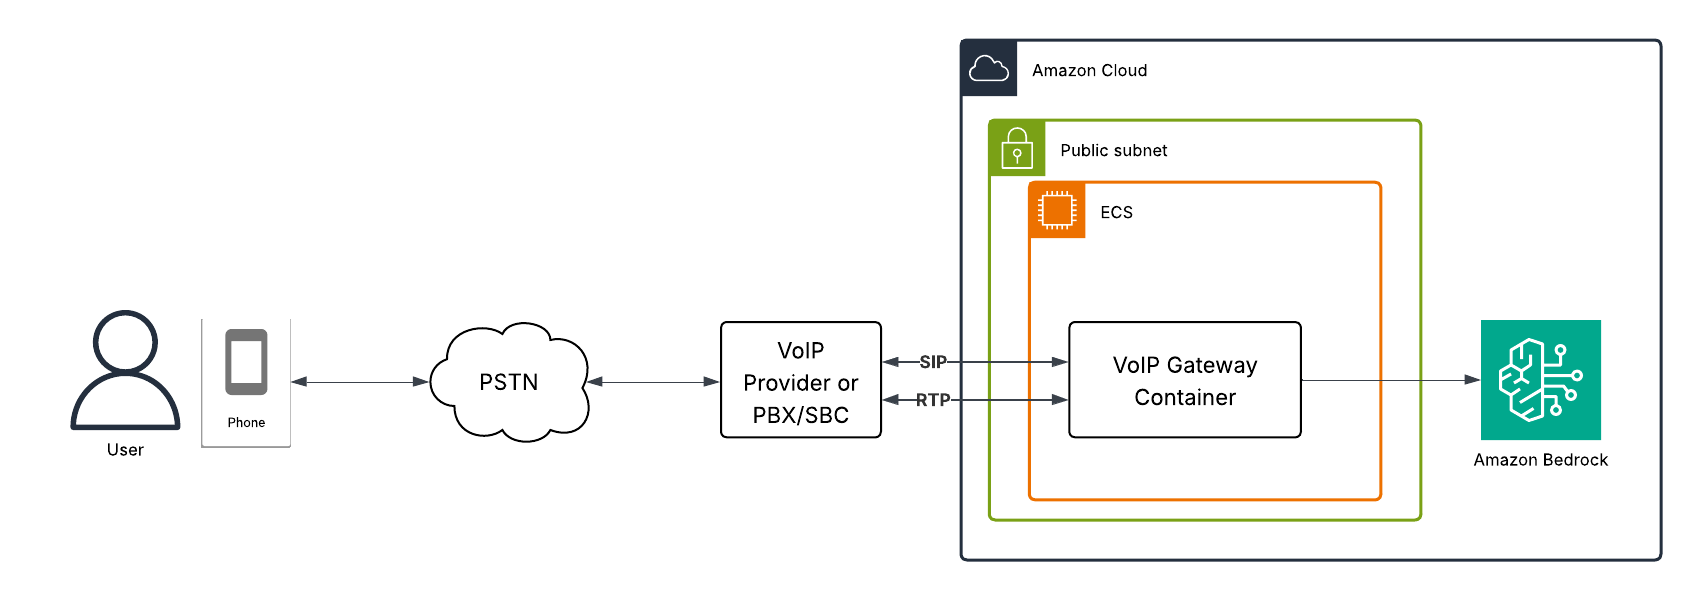 Amazon Cloud
Public subnet
ECS
User
Phone
PSTN
VoIP
Provider or
PBX/SBC
SIP
RTP
VoIP Gateway
Container
Amazon Bedrock